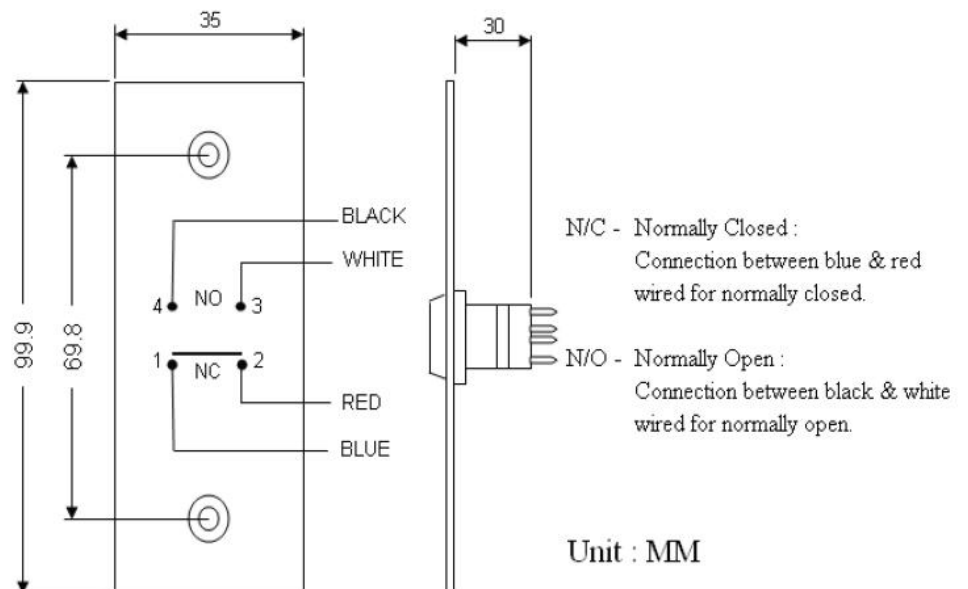 35
30
99.9
69.8
BLACK
WHITE
4 NO 3
1 NC 2
RED
BLUE
N/C - Normally Closed :
Connection between blue & red
wired for normally closed.
N/O - Normally Open :
Connection between black & white
wired for normally open.
Unit : MM